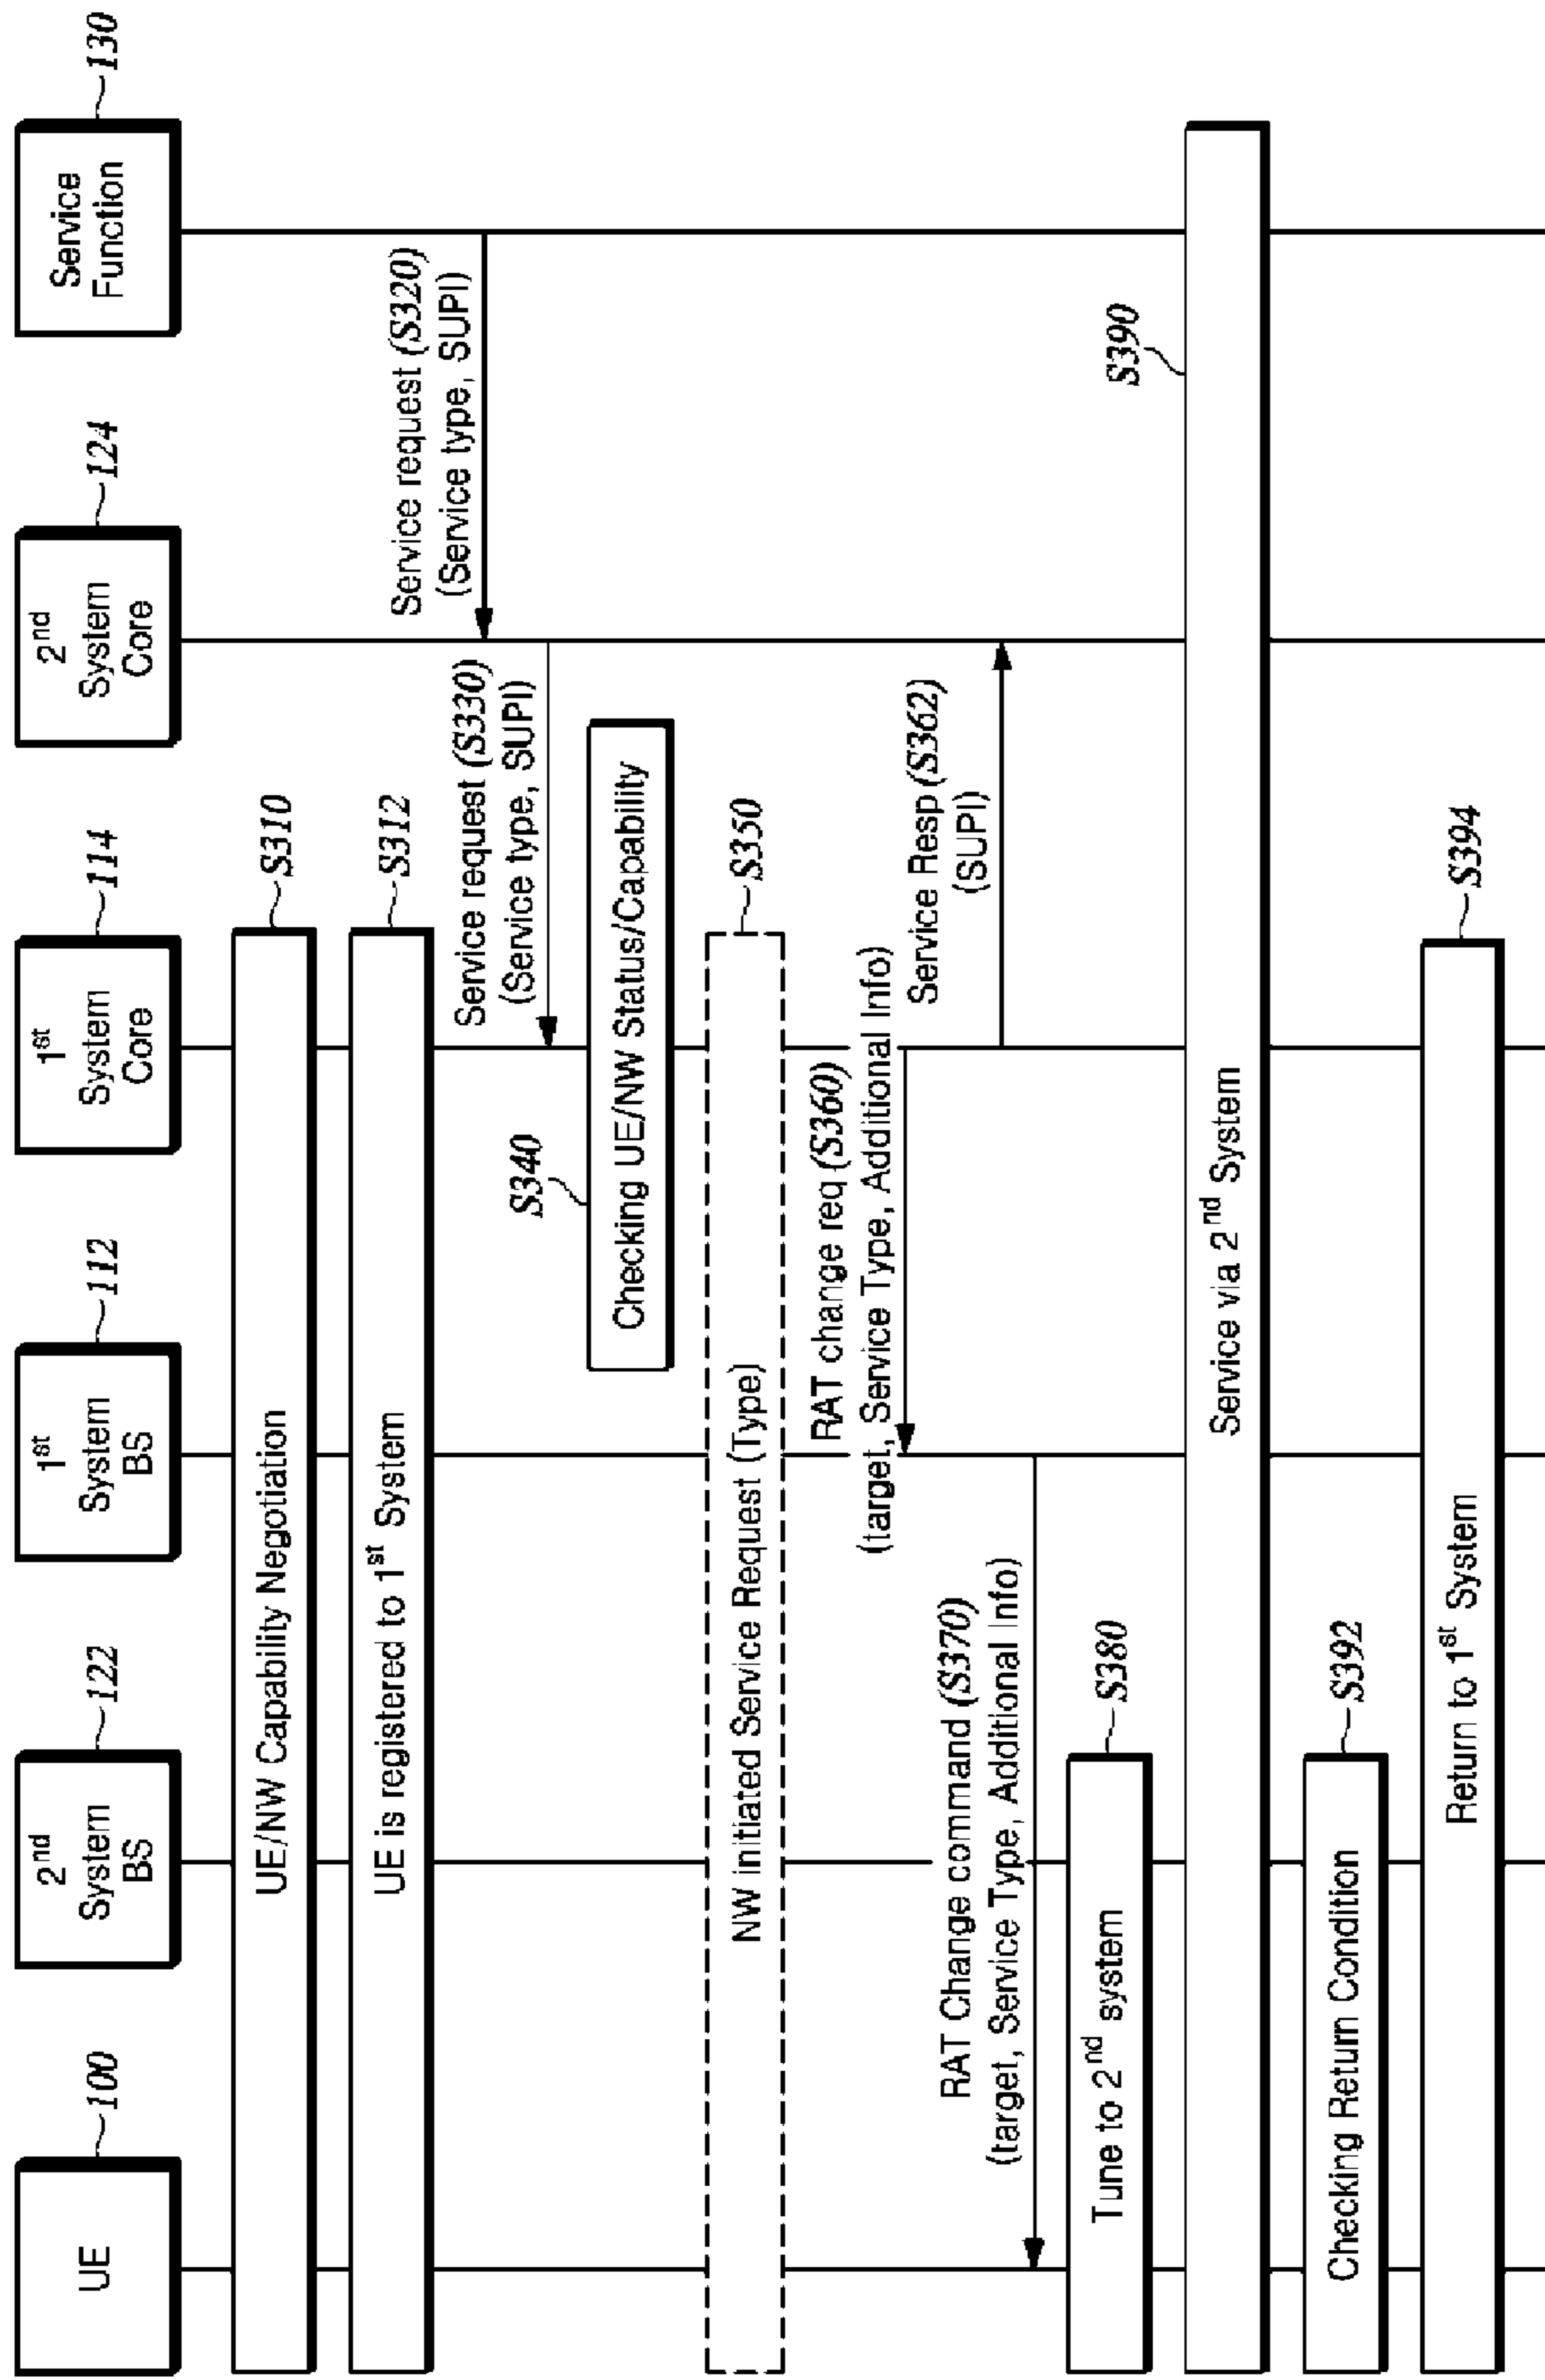 UE
100
2nd
System
BS
122
1st
System
BS
112
1st
System
Core
114
2nd
System
Core
124
Service
Function
130
UE/NW Capability Negotiation
S310
UE is registered to 1st System
S312
Service request (S320)
(Service type, SUPI)
Service request (S330)
(Service type, SUPI)
S340
Checking UE/NW Status/Capability
NW initiated Service Request (Type)
S350
RAT change req (S360)
(target, Service Type, Additional Info)
Service Resp (S362)
(SUPI)
RAT Change command (S370)
(target, Service Type, Additional Info)
Tune to 2nd system
S380
S390
Service via 2nd System
Checking Return Condition
S392
Return to 1st System
S394